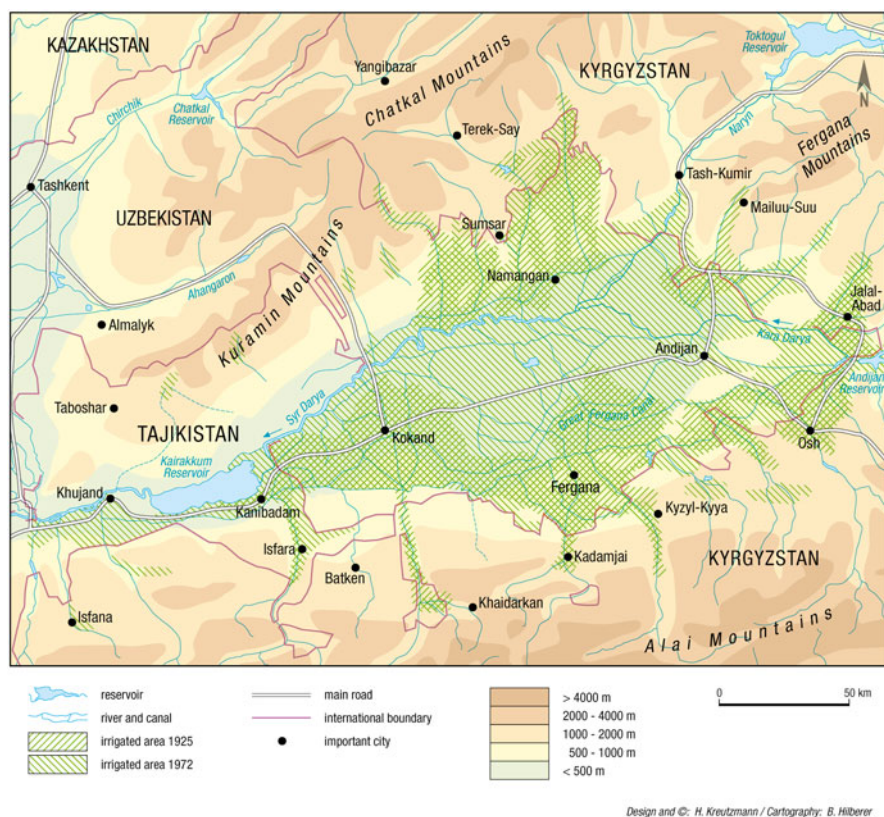 KAZAKHSTAN
Yangibazar
Chatkal Mountains
KYRGYZSTAN
Toktogul
Reservoir
N
Chirchik
Chatkal
Reservoir
Terek-Say
Naryn
Fergana
Mountains
Tashkent
Tash-Kumir
Mailuu-Suu
UZBEKISTAN
Sumsar
Namangan
Ahangaron
Kuramin Mountains
Jalal-
Abad
Almalyk
Kara Darya
Andijan
Andijan
Reservoir
Syr Darya
Taboshar
TAJIKISTAN
Kokand
Great Fergana Canal
Osh
Kairakkum
Reservoir
Fergana
Khujand
Kanibadam
Kyzyl-Kyya
Isfara
Kadamjai
KYRGYZSTAN
Batken
Khaidarkan
Isfana
Alai Mountains
reservoir
river and canal
irrigated area 1925
irrigated area 1972
main road
international boundary
important city
> 4000 m
2000 - 4000 m
1000 - 2000 m
500 - 1000 m
< 500 m
0 50 km
Design and ©: H. Kreutzmann / Cartography: B. Hilberer